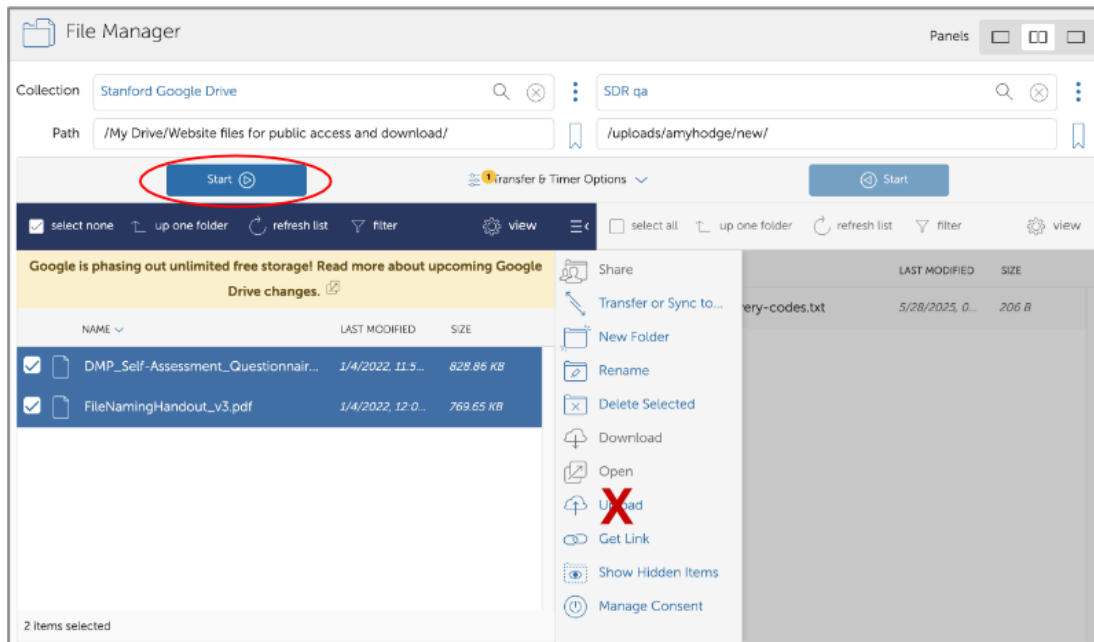 File Manager
Panels
Collection
Stanford Google Drive
SDR qa
Path
/My Drive/Website files for public access and download/
/uploads/amyhodge/new/
Start
1
Transfer & Timer Options
Start
select none up one folder refresh list filter view
select all up one folder refresh list filter view
Google is phasing out unlimited free storage! Read more about upcoming Google
Drive changes.
NAME LAST MODIFIED SIZE
DMP_Self-Assessment_Questionnair... 1/4/2022, 11:5... 828.86 KB
FileNamingHandout_v3.pdf 1/4/2022, 12:0... 769.65 KB
2 items selected
Share
Transfer or Sync to...
New Folder
Rename
Delete Selected
Download
Open
Upload
X
Get Link
Show Hidden Items
Manage Consent
LAST MODIFIED SIZE
ery-codes.txt 5/28/2025, 0... 206 B